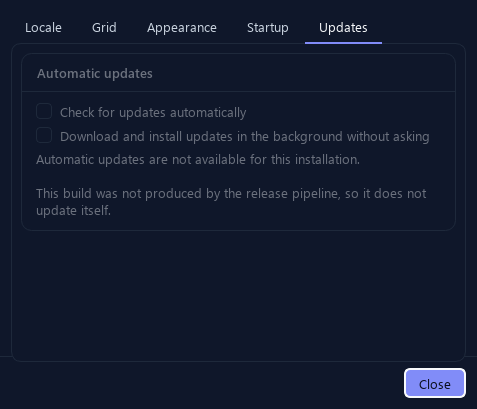 Locale Grid Appearance Startup Updates
Automatic updates
Check for updates automatically
Download and install updates in the background without asking
Automatic updates are not available for this installation.
This build was not produced by the release pipeline, so it does not
update itself.
Close